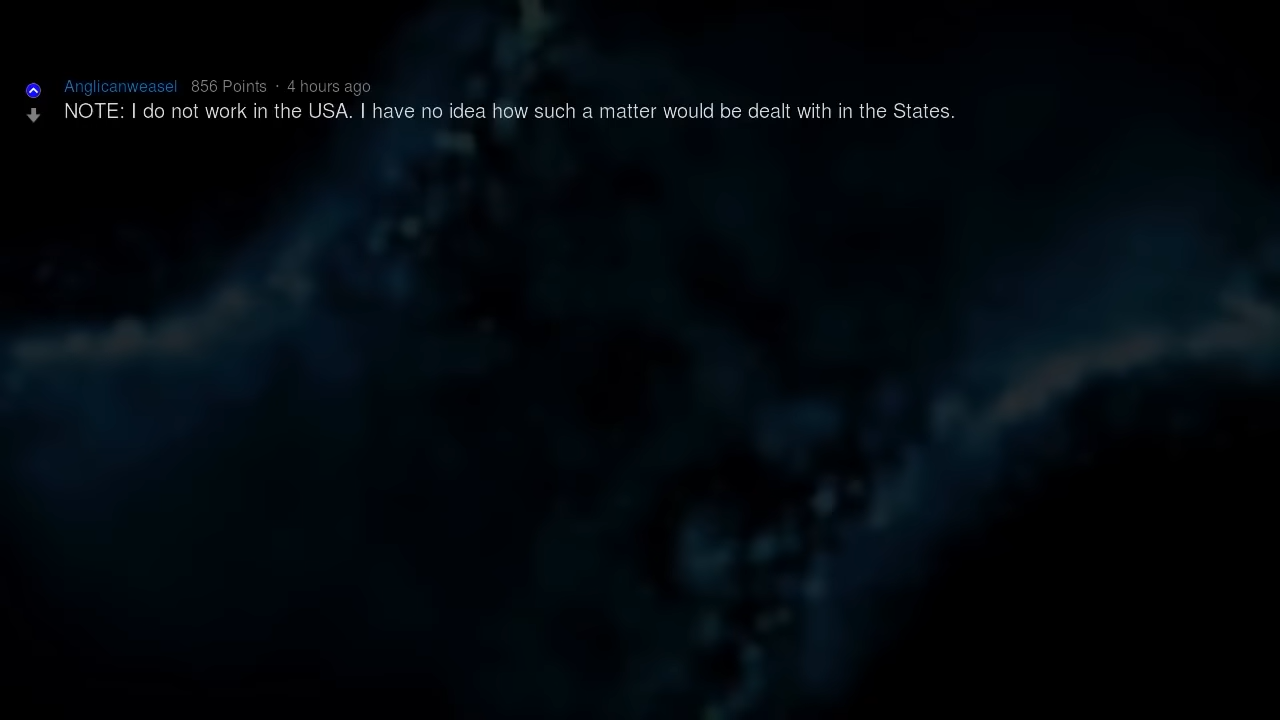 Anglicanweasel 856 Points · 4 hours ago
NOTE: I do not work in the USA. I have no idea how such a matter would be dealt with in the States.